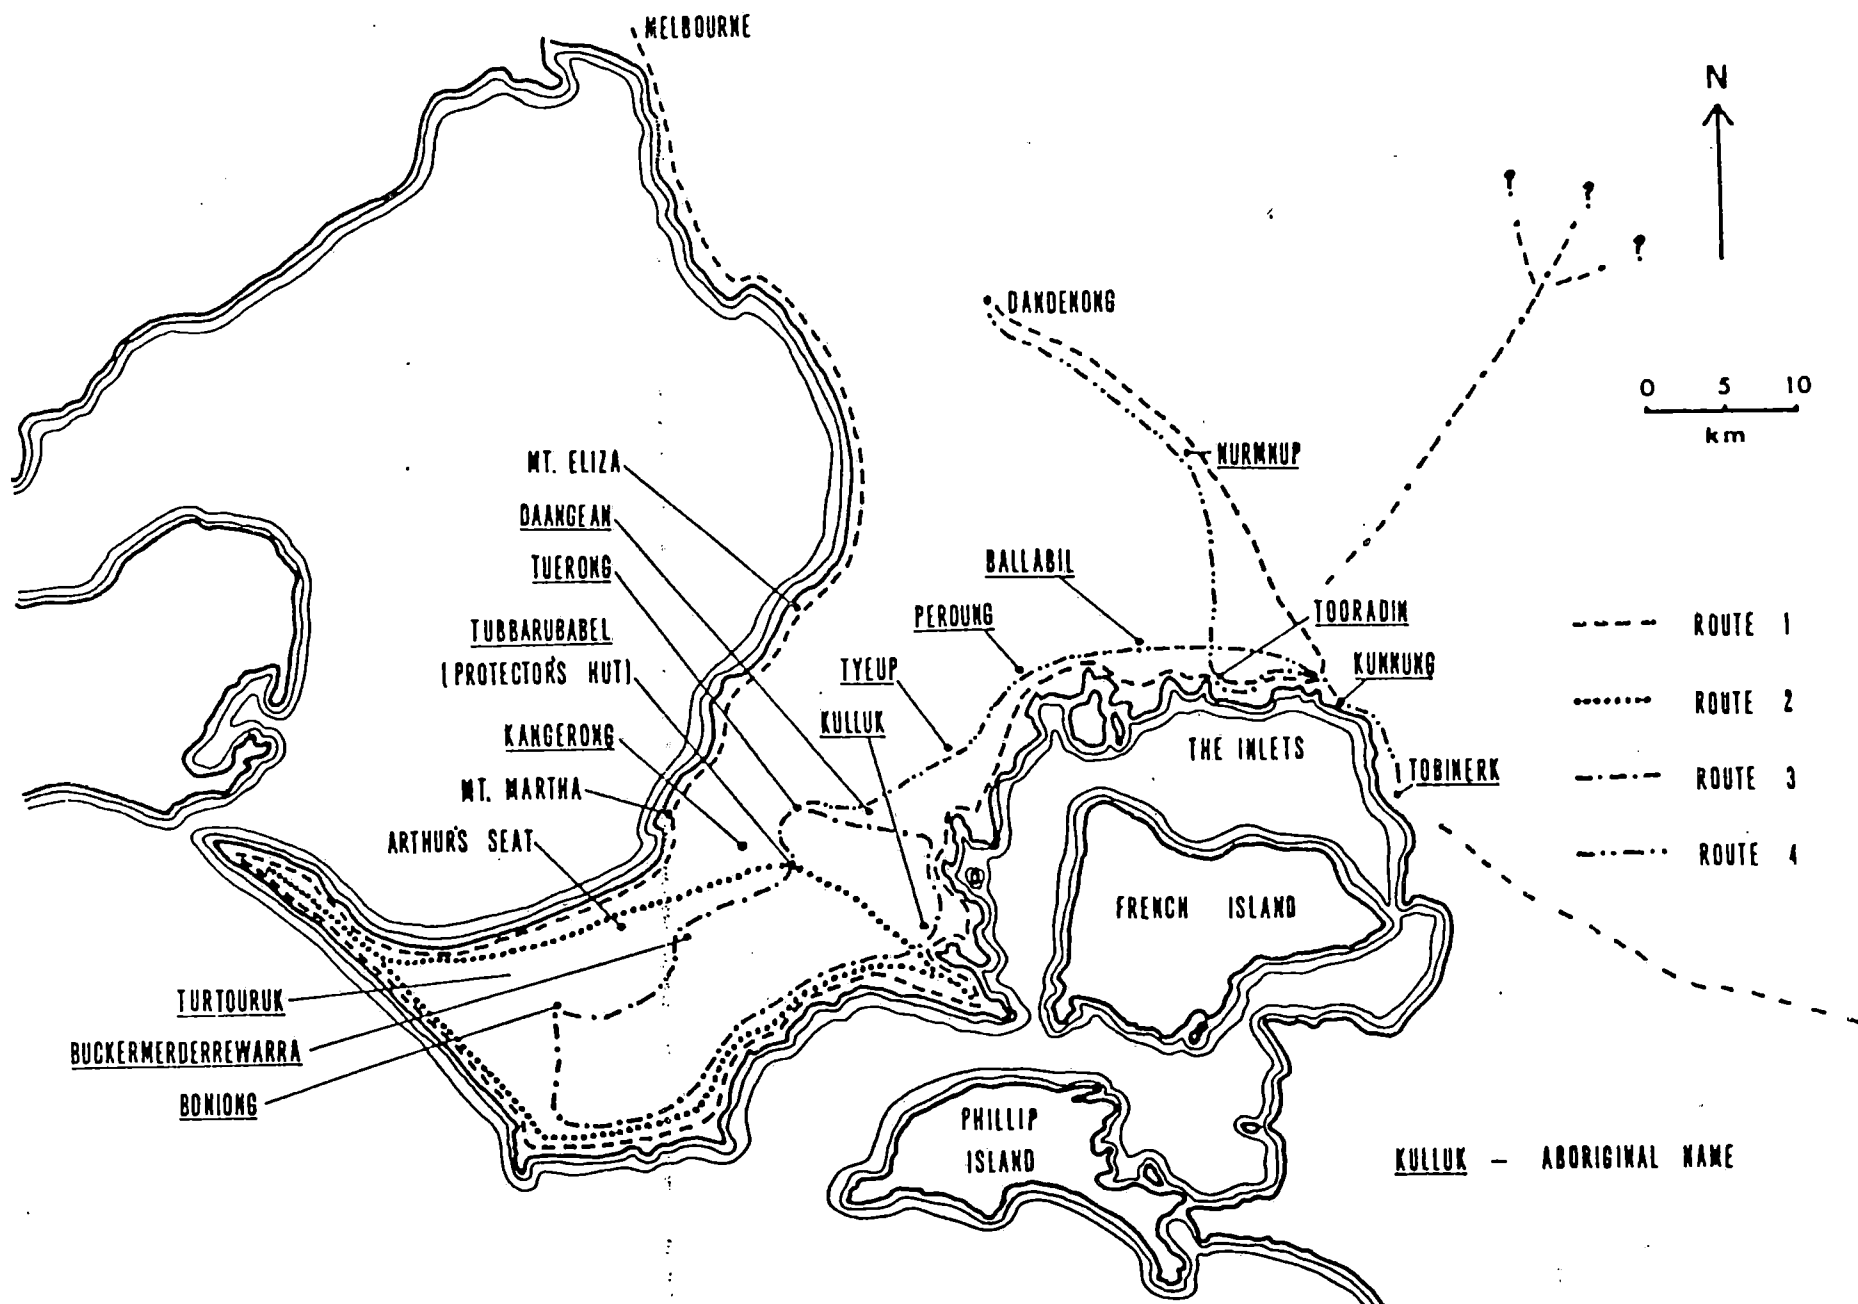 MELBOURNE
N
DANDENONG
0 5 10
km
MT. ELIZA
NURMNUP
DAANGEAN
BALLABIL
TUERONG
PERDUNG
TOORADIN
ROUTE 1
TUBBARUBABEL
(PROTECTOR'S HUT)
TYEUP
KUNNUNG
ROUTE 2
KANGERONG
KULLUK
THE INLETS
TOBINERK
ROUTE 3
MT. MARTHA
ARTHUR'S SEAT
ROUTE 4
FRENCH ISLAND
TURTOURUK
BUCKERMERDERREWARRA
BONIONG
PHILLIP
ISLAND
KULLUK — ABORIGINAL NAME
? ? ?